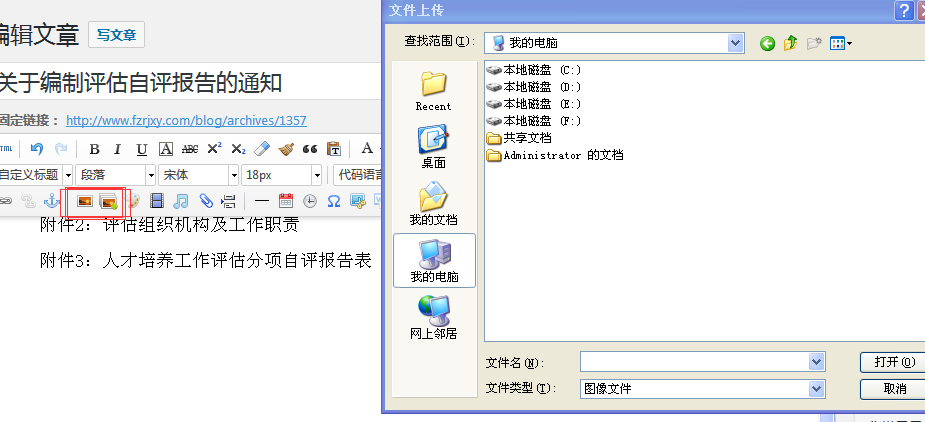 编辑文章 写文章
关于编制评估自评报告的通知
固定链接： http://www.fzrjxy.com/blog/archives/1357
HTML B I U A ABC X² X₂ A
自定义标题 段落 宋体 18px 代码语言
附件2：评估组织机构及工作职责
附件3：人才培养工作评估分项自评报告表
文件上传
查找范围(I): 我的电脑
Recent
桌面
我的文档
我的电脑
网上邻居
本地磁盘 (C:)
本地磁盘 (D:)
本地磁盘 (E:)
本地磁盘 (F:)
共享文档
Administrator 的文档
文件名(N): 打开(O)
文件类型(T): 图像文件 取消